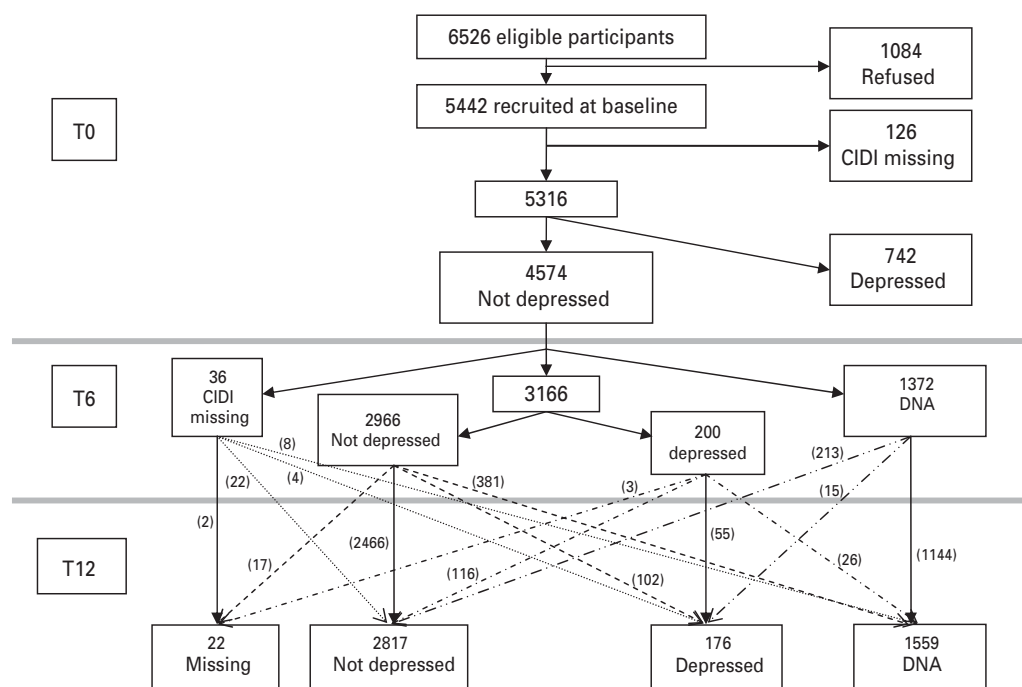 6526 eligible participants
1084
Refused
5442 recruited at baseline
T0
126
CIDI missing
5316
742
Depressed
4574
Not depressed
T6
36
CIDI
missing
3166
1372
DNA
2966
Not depressed
200
depressed
(8)
(213)
(22)
(4)
(381)
(3)
(15)
(2)
(2466)
(55)
(17)
(116)
(102)
(26)
(1144)
T12
22
Missing
2817
Not depressed
176
Depressed
1559
DNA